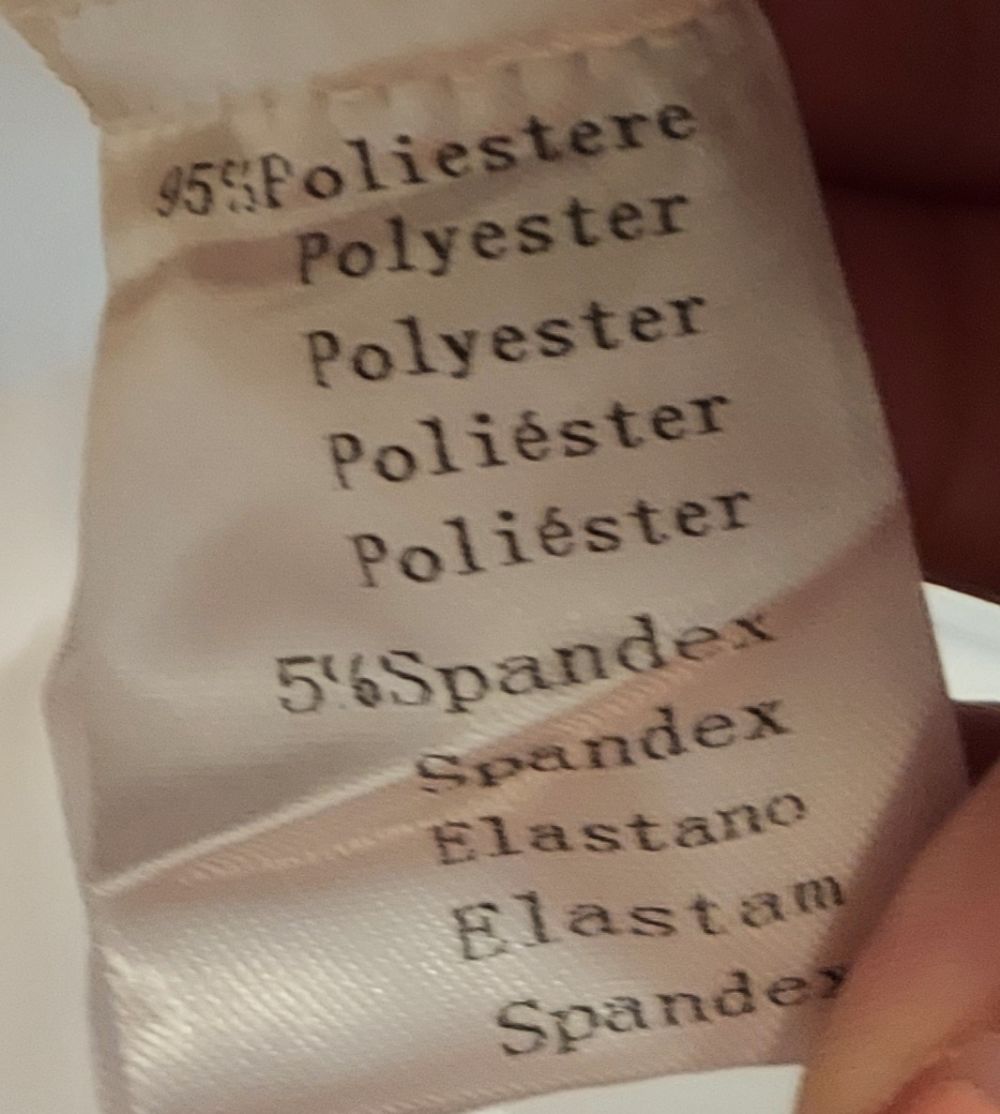 95%Poliestere
Polyester
Polyester
Poliéster
Poliéster
5%Spandex
Spandex
Elastano
Elastam
Spandex